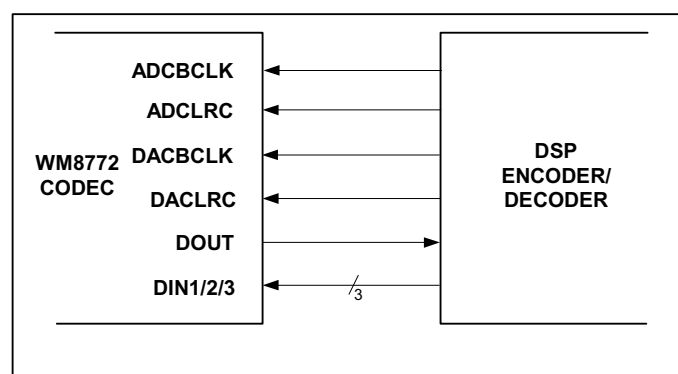 ADCBCLK
ADCLRC
WM8772
CODEC
DACBCLK
DACLRC
DOUT
DIN1/2/3
3
DSP
ENCODER/
DECODER